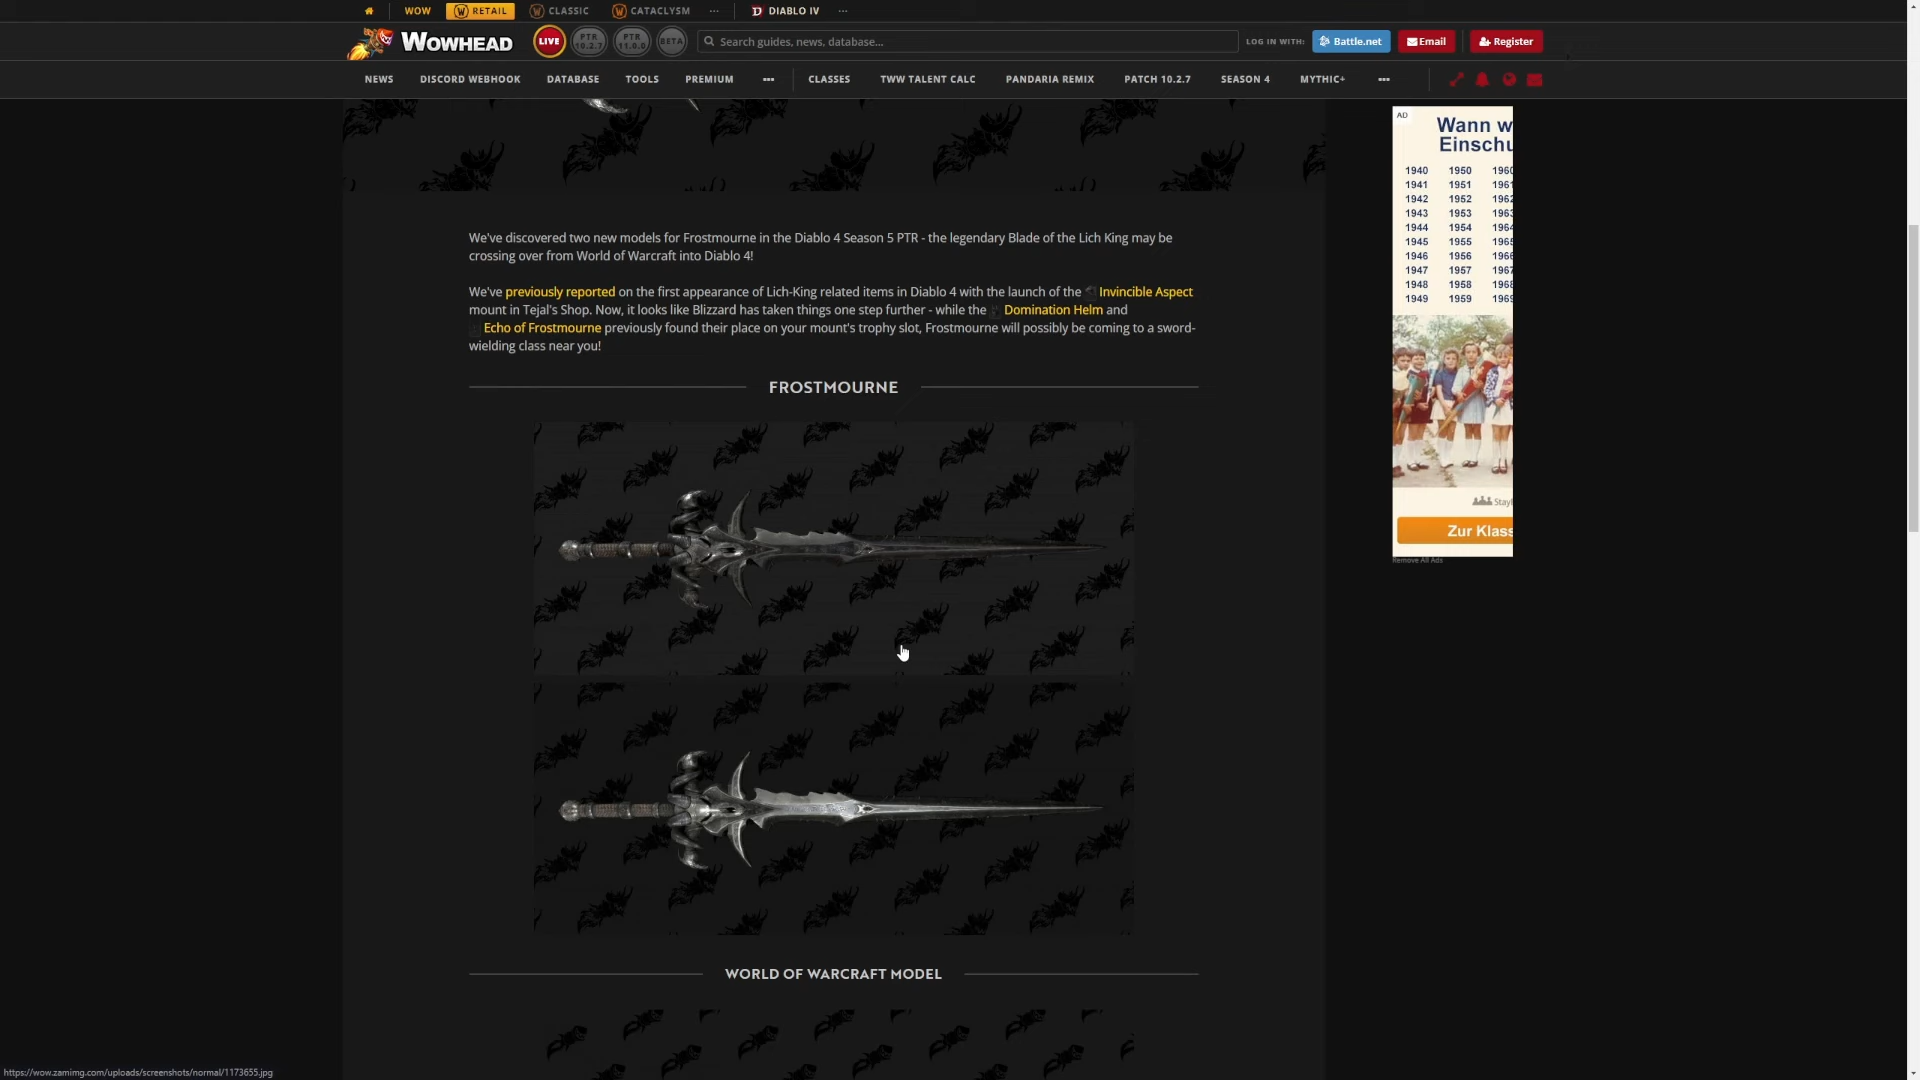 WOW
RETAIL
CLASSIC
CATACLYSM
...
DIABLO IV
...
WOWHEAD
LIVE
PTR 10.2.7
PTR 11.0.0
BETA
Search guides, news, database...
LOG IN WITH:
Battle.net
Email
Register
NEWS
DISCORD WEBHOOK
DATABASE
TOOLS
PREMIUM
...
CLASSES
TWW TALENT CALC
PANDARIA REMIX
PATCH 10.2.7
SEASON 4
MYTHIC+
...
We've discovered two new models for Frostmourne in the Diablo 4 Season 5 PTR - the legendary Blade of the Lich King may be
crossing over from World of Warcraft into Diablo 4!
We've previously reported on the first appearance of Lich-King related items in Diablo 4 with the launch of the Invincible Aspect
mount in Tejal's Shop. Now, it looks like Blizzard has taken things one step further - while the Domination Helm and
Echo of Frostmourne previously found their place on your mount's trophy slot, Frostmourne will possibly be coming to a sword-
wielding class near you!
FROSTMOURNE
WORLD OF WARCRAFT MODEL
AD
Wann w
Einschu
1940 1950 1960
1941 1951 1961
1942 1952 1962
1943 1953 1963
1944 1954 1964
1945 1955 1965
1946 1956 1966
1947 1957 1967
1948 1958 1968
1949 1959 1969
Stay
Zur Klass
Remove All Ads
https://wow.zamimg.com/uploads/screenshots/normal/1173655.jpg